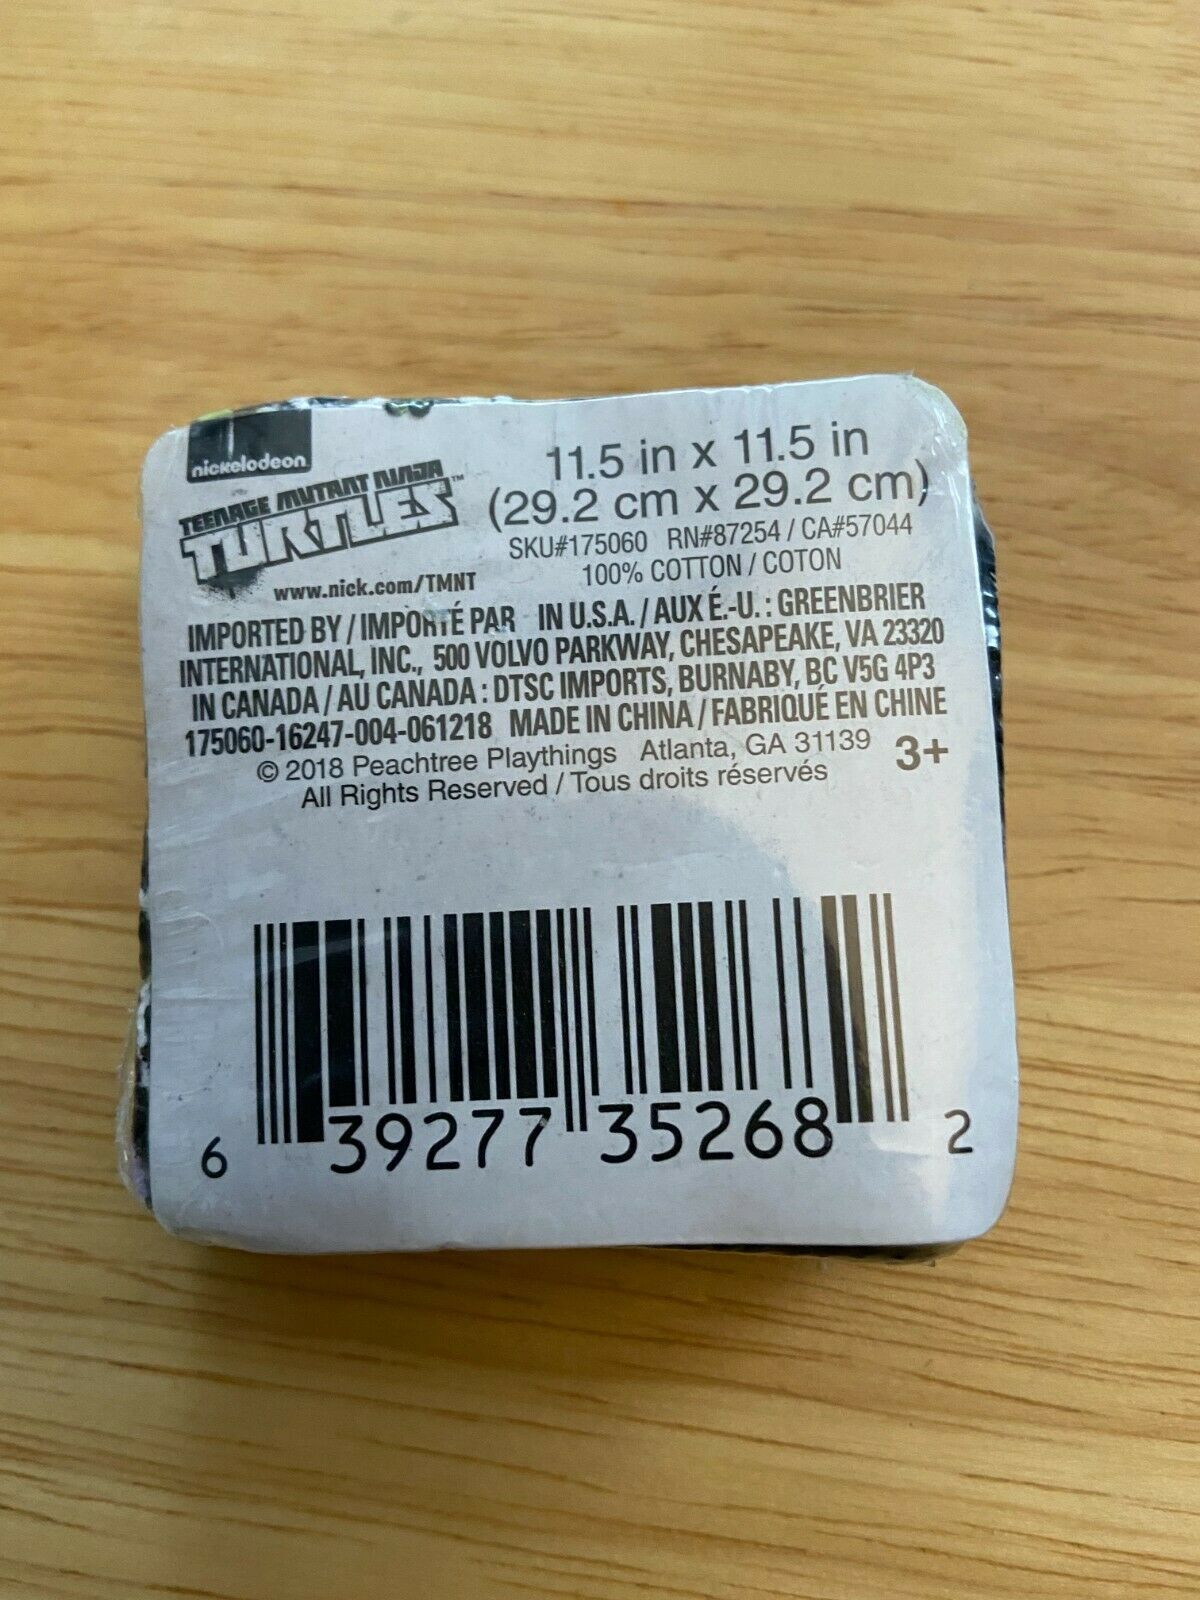 nickelodeon
TEENAGE MUTANT NINJA
TURTLES™
www.nick.com/TMNT
11.5 in x 11.5 in
(29.2 cm x 29.2 cm)
SKU#175060 RN#87254 / CA#57044
100% COTTON / COTON
IMPORTED BY / IMPORTÉ PAR IN U.S.A. / AUX É.-U. : GREENBRIER
INTERNATIONAL, INC., 500 VOLVO PARKWAY, CHESAPEAKE, VA 23320
IN CANADA / AU CANADA : DTSC IMPORTS, BURNABY, BC V5G 4P3
175060-16247-004-061218 MADE IN CHINA / FABRIQUÉ EN CHINE
© 2018 Peachtree Playthings Atlanta, GA 31139 3+
All Rights Reserved / Tous droits réservés
6 39277 35268 2